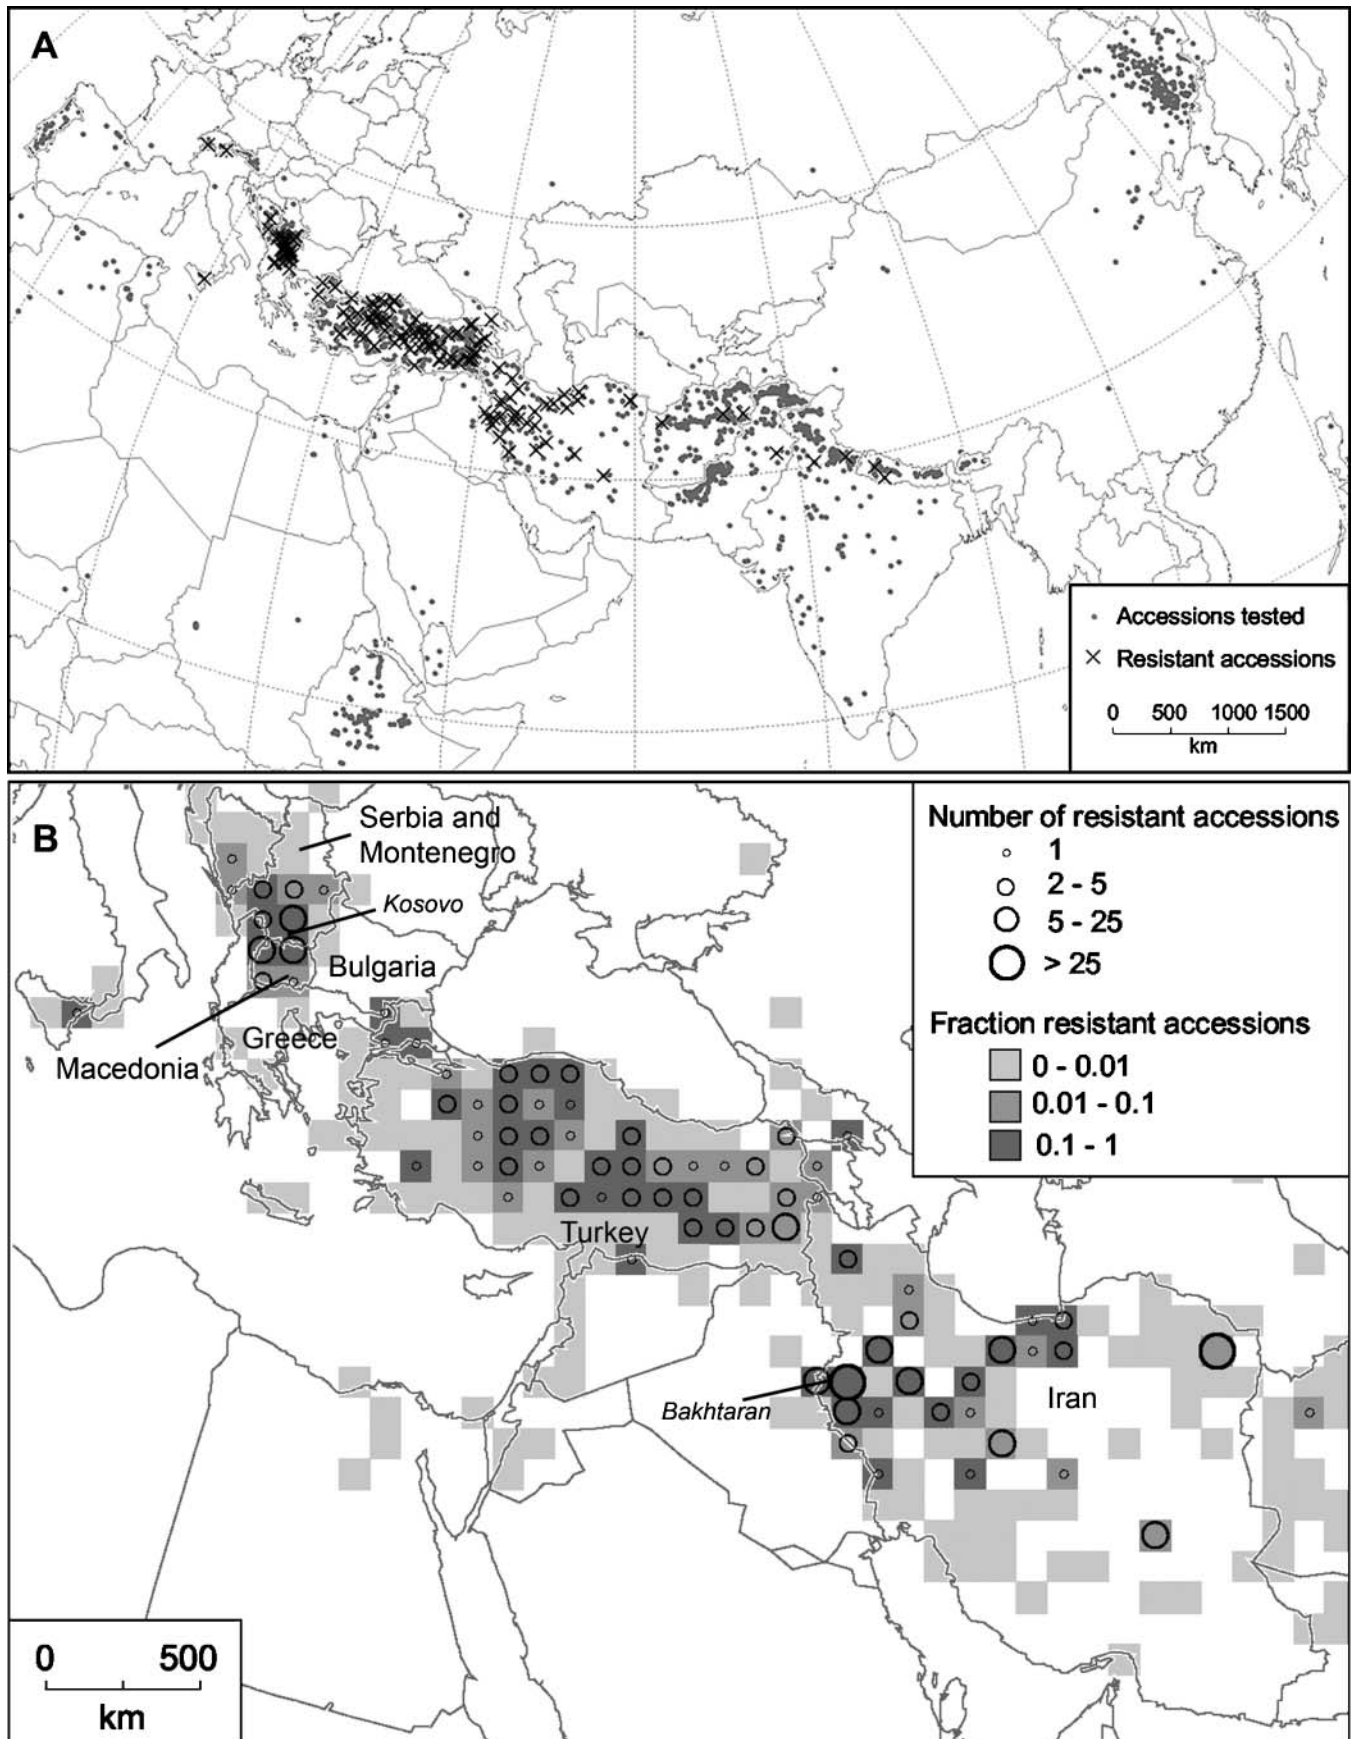 A
Accessions tested
Resistant accessions
0 500 1000 1500
km
B
Serbia and
Montenegro
Kosovo
Bulgaria
Greece
Macedonia
Turkey
Bakhtaran
Iran
Number of resistant accessions
1
2 - 5
5 - 25
> 25
Fraction resistant accessions
0 - 0.01
0.01 - 0.1
0.1 - 1
0 500
km